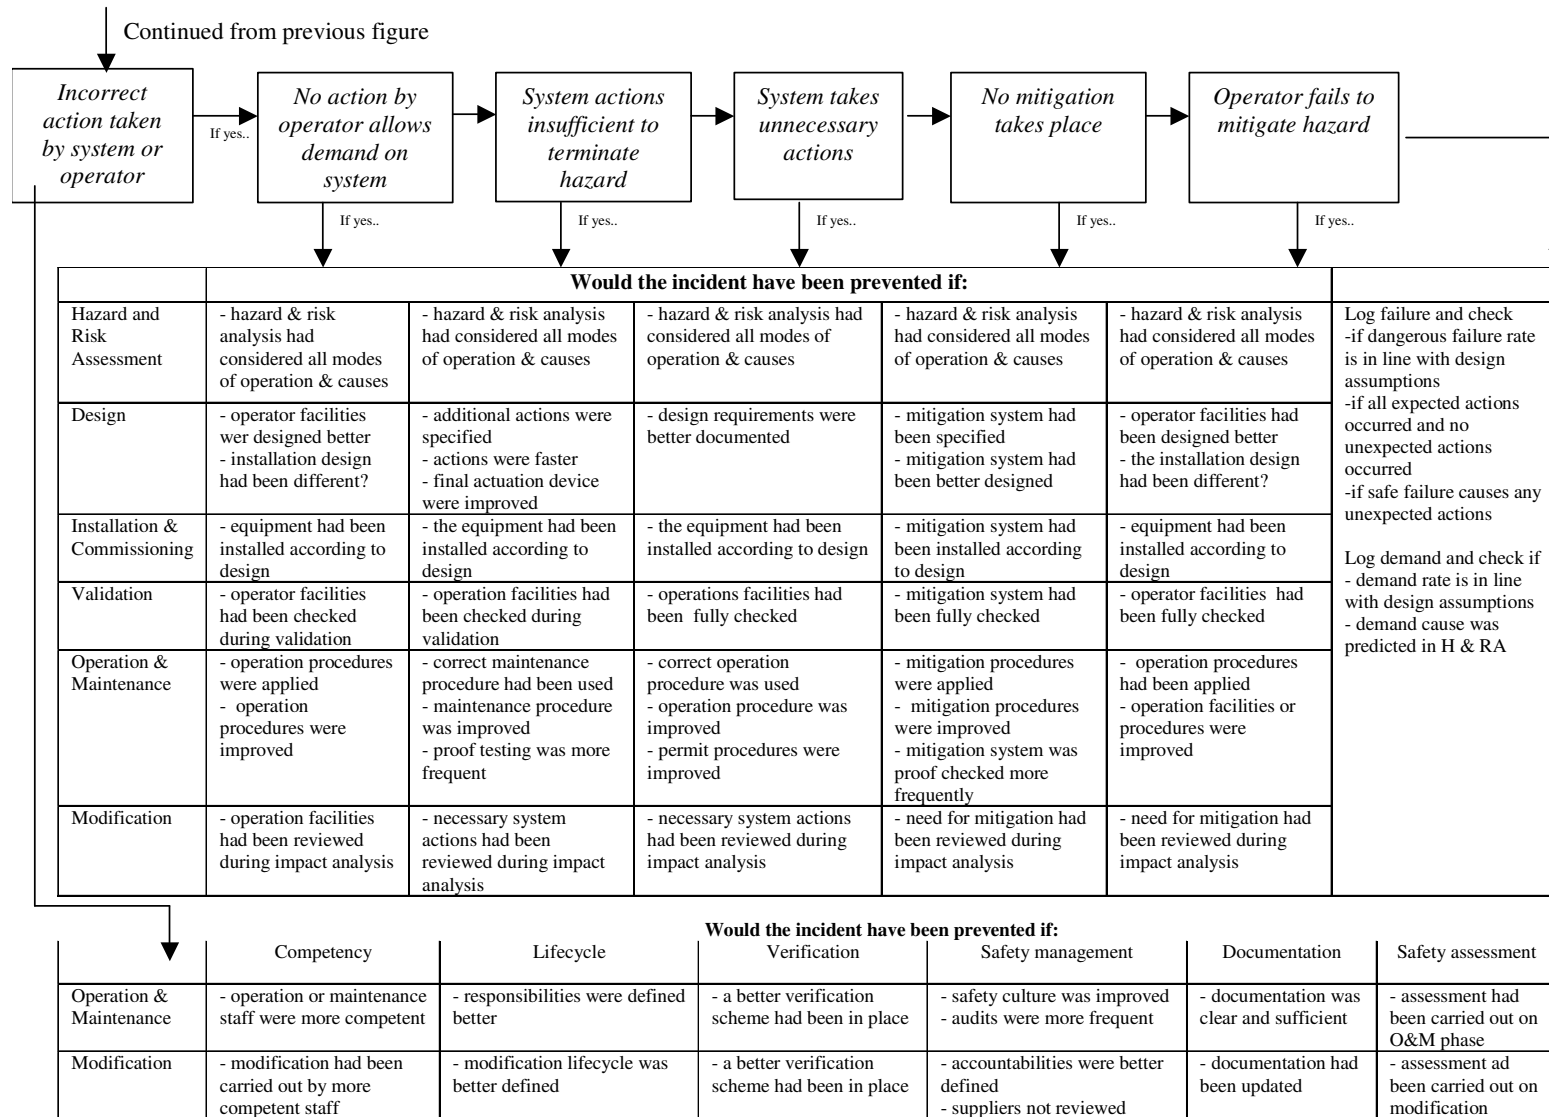 Continued from previous figure
Incorrect
action taken
by system or
operator
If yes..
No action by
operator allows
demand on
system
System actions
insufficient to
terminate
hazard
System takes
unnecessary
actions
No mitigation
takes place
Operator fails to
mitigate hazard
If yes..
If yes..
If yes..
If yes..
If yes..
Would the incident have been prevented if:
Hazard and
Risk
Assessment
- hazard & risk
analysis had
considered all modes
of operation & causes
- hazard & risk analysis
had considered all modes
of operation & causes
- hazard & risk analysis had
considered all modes of
operation & causes
- hazard & risk analysis
had considered all modes
of operation & causes
- hazard & risk analysis
had considered all modes
of operation & causes
Log failure and check
-if dangerous failure rate
is in line with design
assumptions
-if all expected actions
occurred and no
unexpected actions
occurred
-if safe failure causes any
unexpected actions
Log demand and check if
- demand rate is in line
with design assumptions
- demand cause was
predicted in H & RA
Design
- operator facilities
wer designed better
- installation design
had been different?
- additional actions were
specified
- actions were faster
- final actuation device
were improved
- design requirements were
better documented
- mitigation system had
been specified
- mitigation system had
been better designed
- operator facilities had
been designed better
- the installation design
had been different?
Installation &
Commissioning
- equipment had been
installed according to
design
- the equipment had been
installed according to
design
- the equipment had been
installed according to design
- mitigation system had
been installed according
to design
- equipment had been
installed according to
design
Validation
- operator facilities
had been checked
during validation
- operation facilities had
been checked during
validation
- operations facilities had
been fully checked
- mitigation system had
been fully checked
- operator facilities had
been fully checked
Operation &
Maintenance
- operation procedures
were applied
- operation
procedures were
improved
- correct maintenance
procedure had been used
- maintenance procedure
was improved
- proof testing was more
frequent
- correct operation
procedure was used
- operation procedure was
improved
- permit procedures were
improved
- mitigation procedures
were applied
- mitigation procedures
were improved
- mitigation system was
proof checked more
frequently
- operation procedures
had been applied
- operation facilities or
procedures were
improved
Modification
- operation facilities
had been reviewed
during impact analysis
- necessary system
actions had been
reviewed during impact
analysis
- necessary system actions
had been reviewed during
impact analysis
- need for mitigation had
been reviewed during
impact analysis
- need for mitigation had
been reviewed during
impact analysis
Would the incident have been prevented if:
Competency
Lifecycle
Verification
Safety management
Documentation
Safety assessment
Operation &
Maintenance
- operation or maintenance
staff were more competent
- responsibilities were defined
better
- a better verification
scheme had been in place
- safety culture was improved
- audits were more frequent
- documentation was
clear and sufficient
- assessment had
been carried out on
O&M phase
Modification
- modification had been
carried out by more
competent staff
- modification lifecycle was
better defined
- a better verification
scheme had been in place
- accountabilities were better
defined
- suppliers not reviewed
- documentation had
been updated
- assessment ad
been carried out on
modification